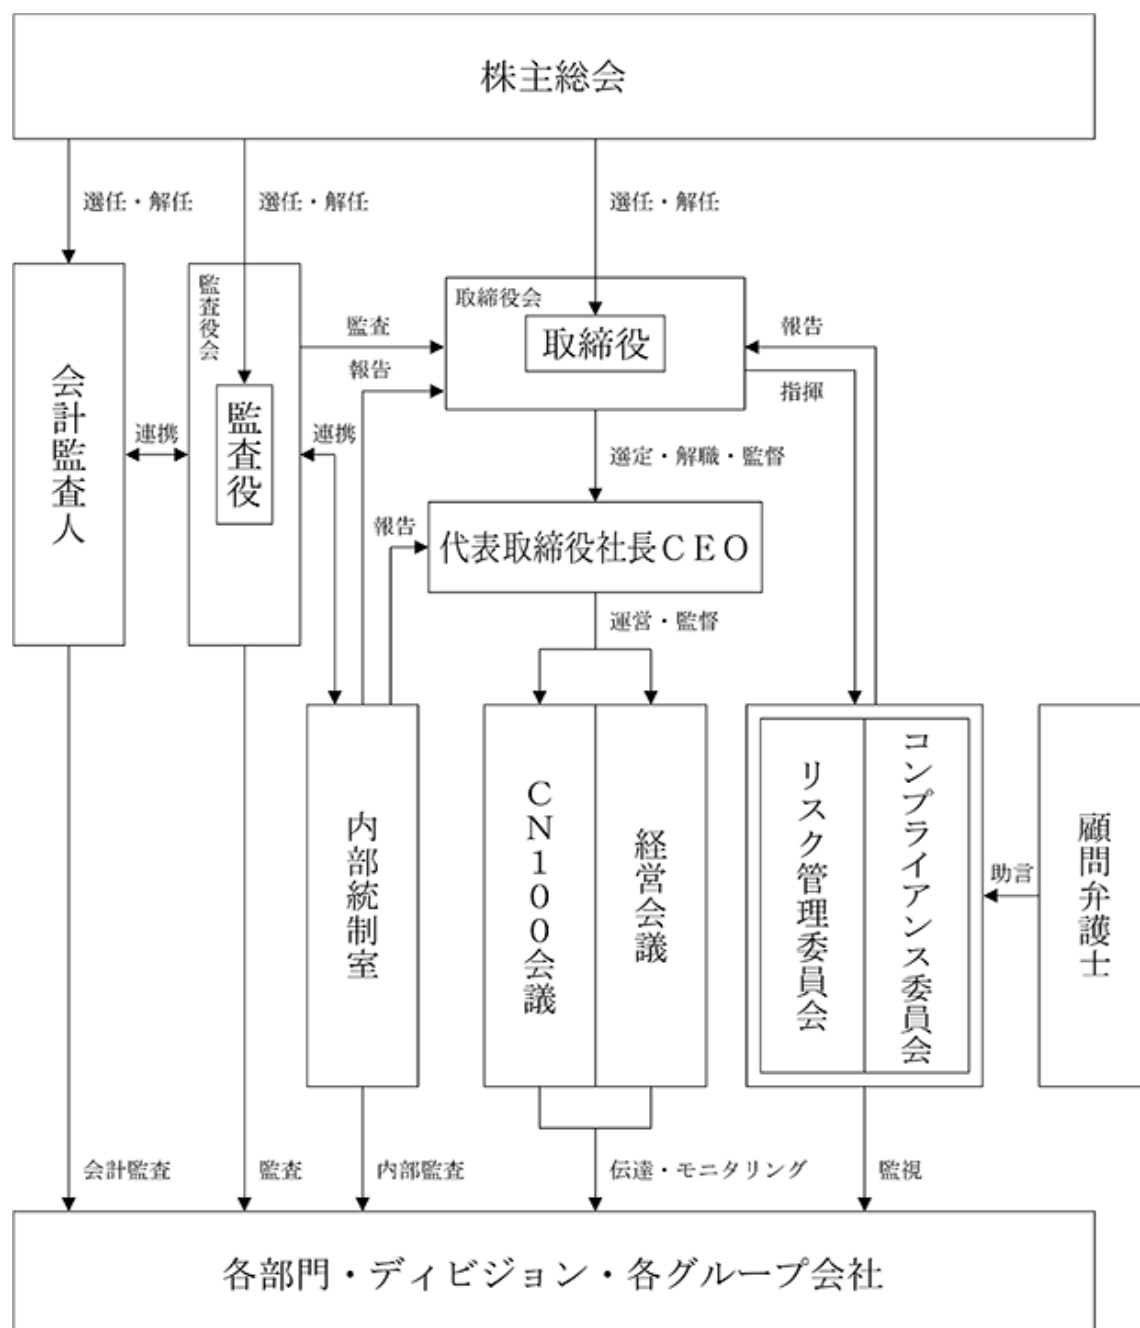 株主総会
選任・解任
選任・解任
選任・解任
会計監査人
連携
監査役会
監査役
監査
報告
連携
取締役会
取締役
報告
指揮
選定・解職・監督
報告
代表取締役社長ＣＥＯ
運営・監督
内部統制室
ＣＮ１００会議
経営会議
リスク管理委員会
コンプライアンス委員会
助言
顧問弁護士
会計監査
監査
内部監査
伝達・モニタリング
監視
各部門・ディビジョン・各グループ会社